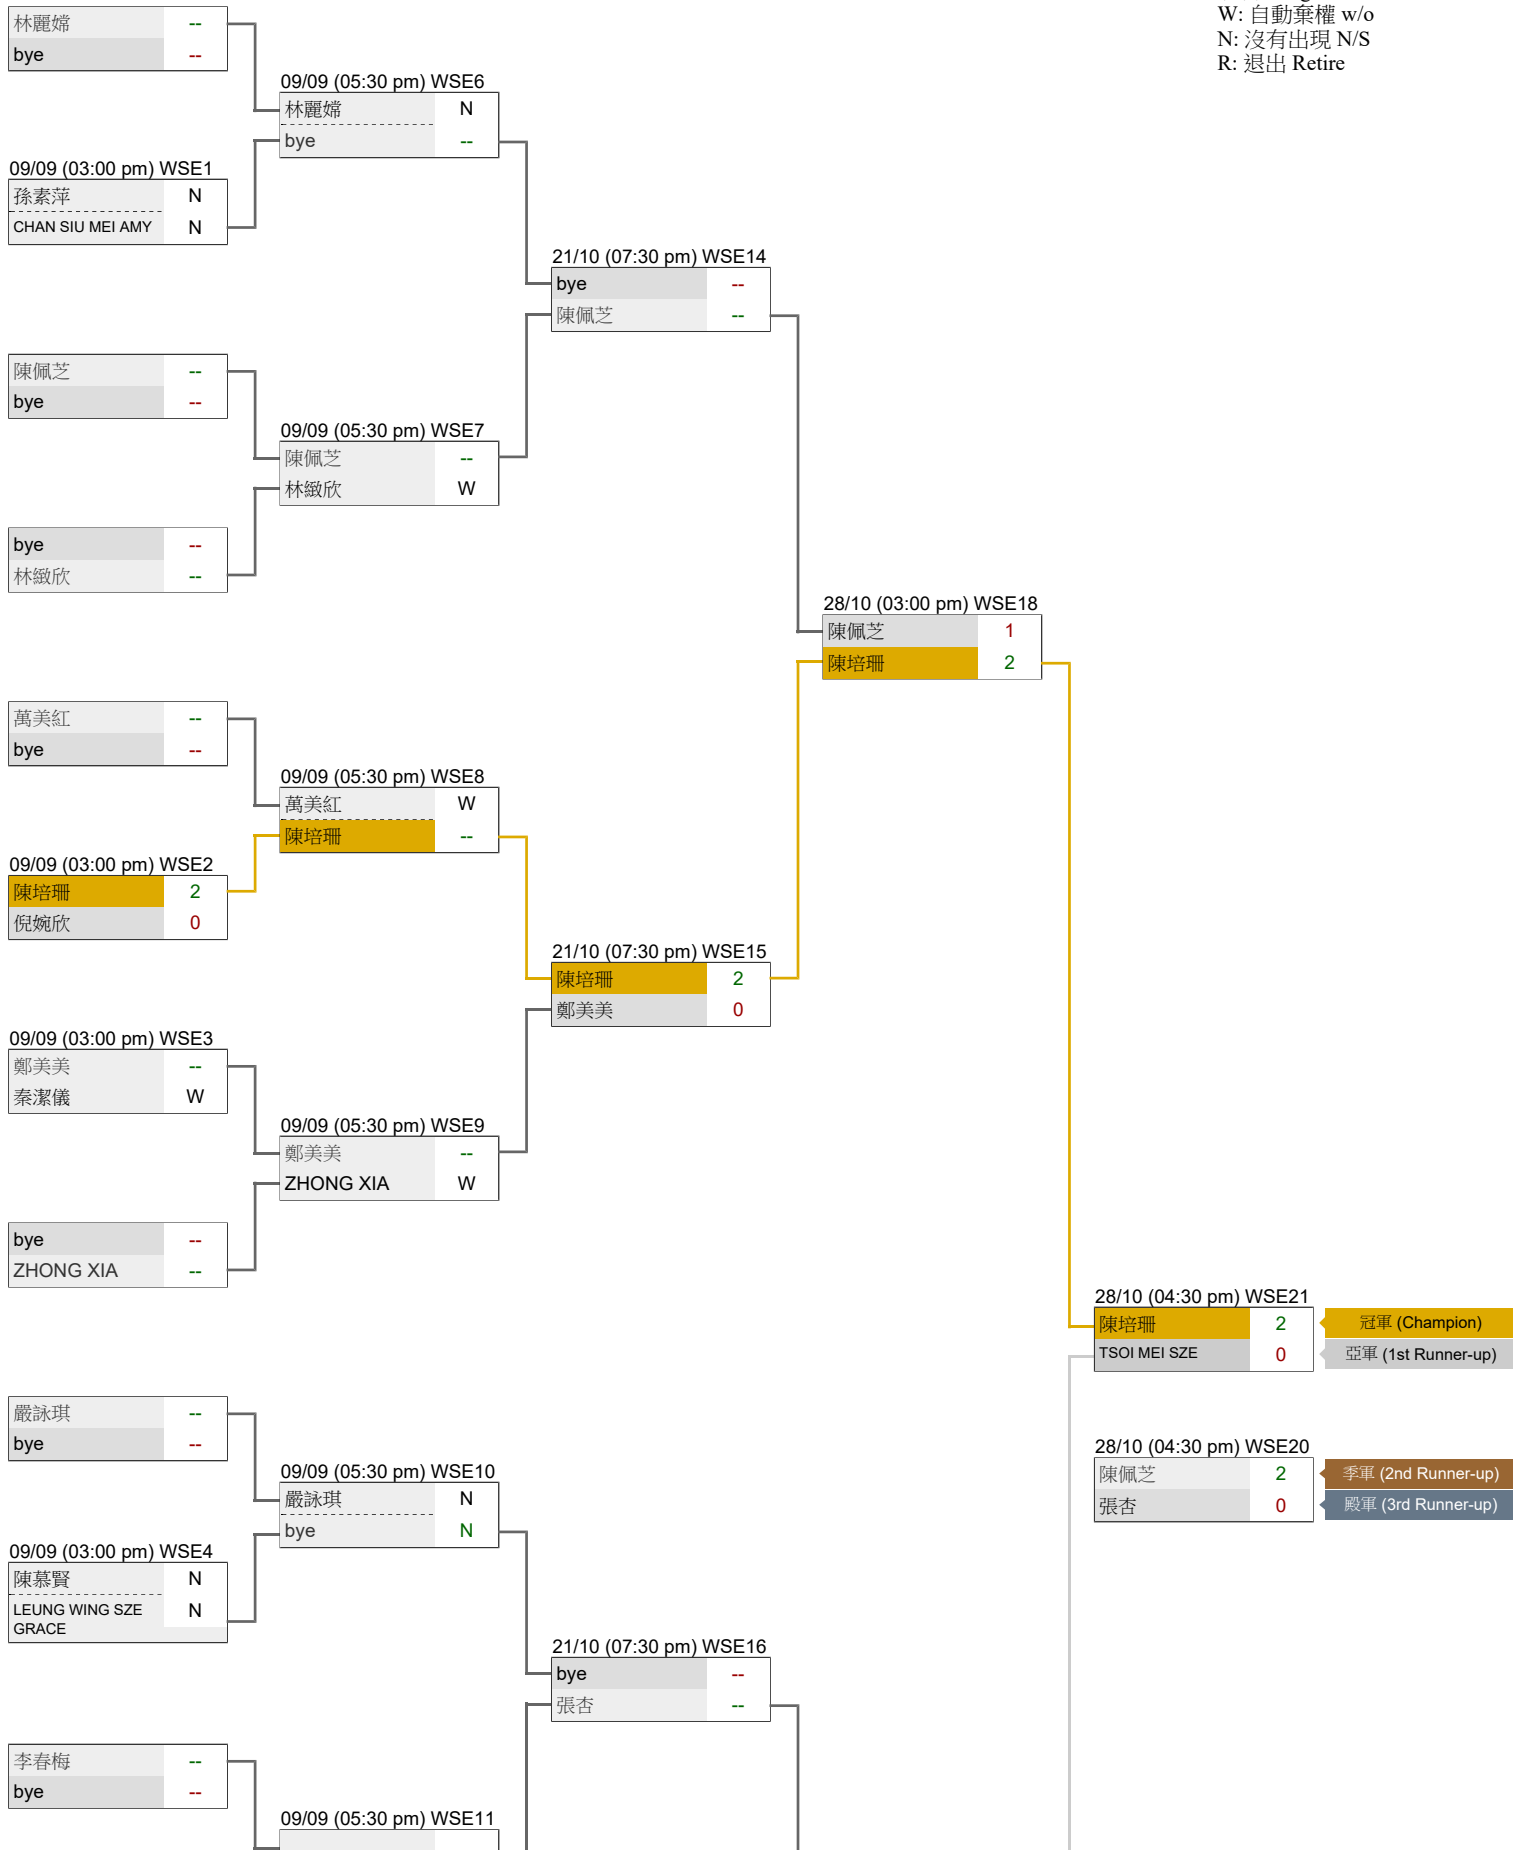 W: 自動棄權 w/o
N: 沒有出現 N/S
R: 退出 Retire
林麗嫦 --
bye --
09/09 (05:30 pm) WSE6
林麗嫦 N
bye --
09/09 (03:00 pm) WSE1
孫素萍 N
CHAN SIU MEI AMY N
21/10 (07:30 pm) WSE14
bye --
陳佩芝 --
陳佩芝 --
bye --
09/09 (05:30 pm) WSE7
陳佩芝 --
林緻欣 W
bye --
林緻欣 --
28/10 (03:00 pm) WSE18
陳佩芝 1
陳培珊 2
萬美紅 --
bye --
09/09 (05:30 pm) WSE8
萬美紅 W
陳培珊 --
09/09 (03:00 pm) WSE2
陳培珊 2
倪婉欣 0
21/10 (07:30 pm) WSE15
陳培珊 2
鄭美美 0
09/09 (03:00 pm) WSE3
鄭美美 --
秦潔儀 W
09/09 (05:30 pm) WSE9
鄭美美 --
ZHONG XIA W
bye --
ZHONG XIA --
28/10 (04:30 pm) WSE21
陳培珊 2 冠軍 (Champion)
TSOI MEI SZE 0 亞軍 (1st Runner-up)
嚴詠琪 --
bye --
28/10 (04:30 pm) WSE20
陳佩芝 2 季軍 (2nd Runner-up)
張杏 0 殿軍 (3rd Runner-up)
09/09 (05:30 pm) WSE10
嚴詠琪 N
bye N
09/09 (03:00 pm) WSE4
陳慕賢 N
LEUNG WING SZE N
GRACE
21/10 (07:30 pm) WSE16
bye --
張杏 --
李春梅 --
bye --
09/09 (05:30 pm) WSE11